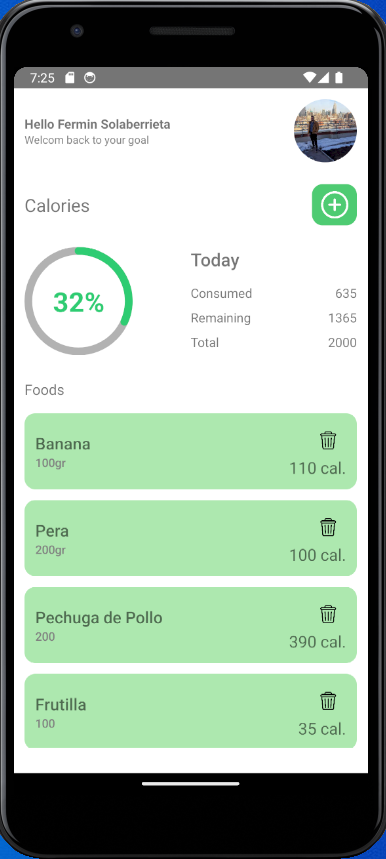 7:25
Hello Fermin Solaberrieta
Welcom back to your goal
Calories
32%
Today
Consumed 635
Remaining 1365
Total 2000
Foods
Banana
100gr
110 cal.
Pera
200gr
100 cal.
Pechuga de Pollo
200
390 cal.
Frutilla
100
35 cal.